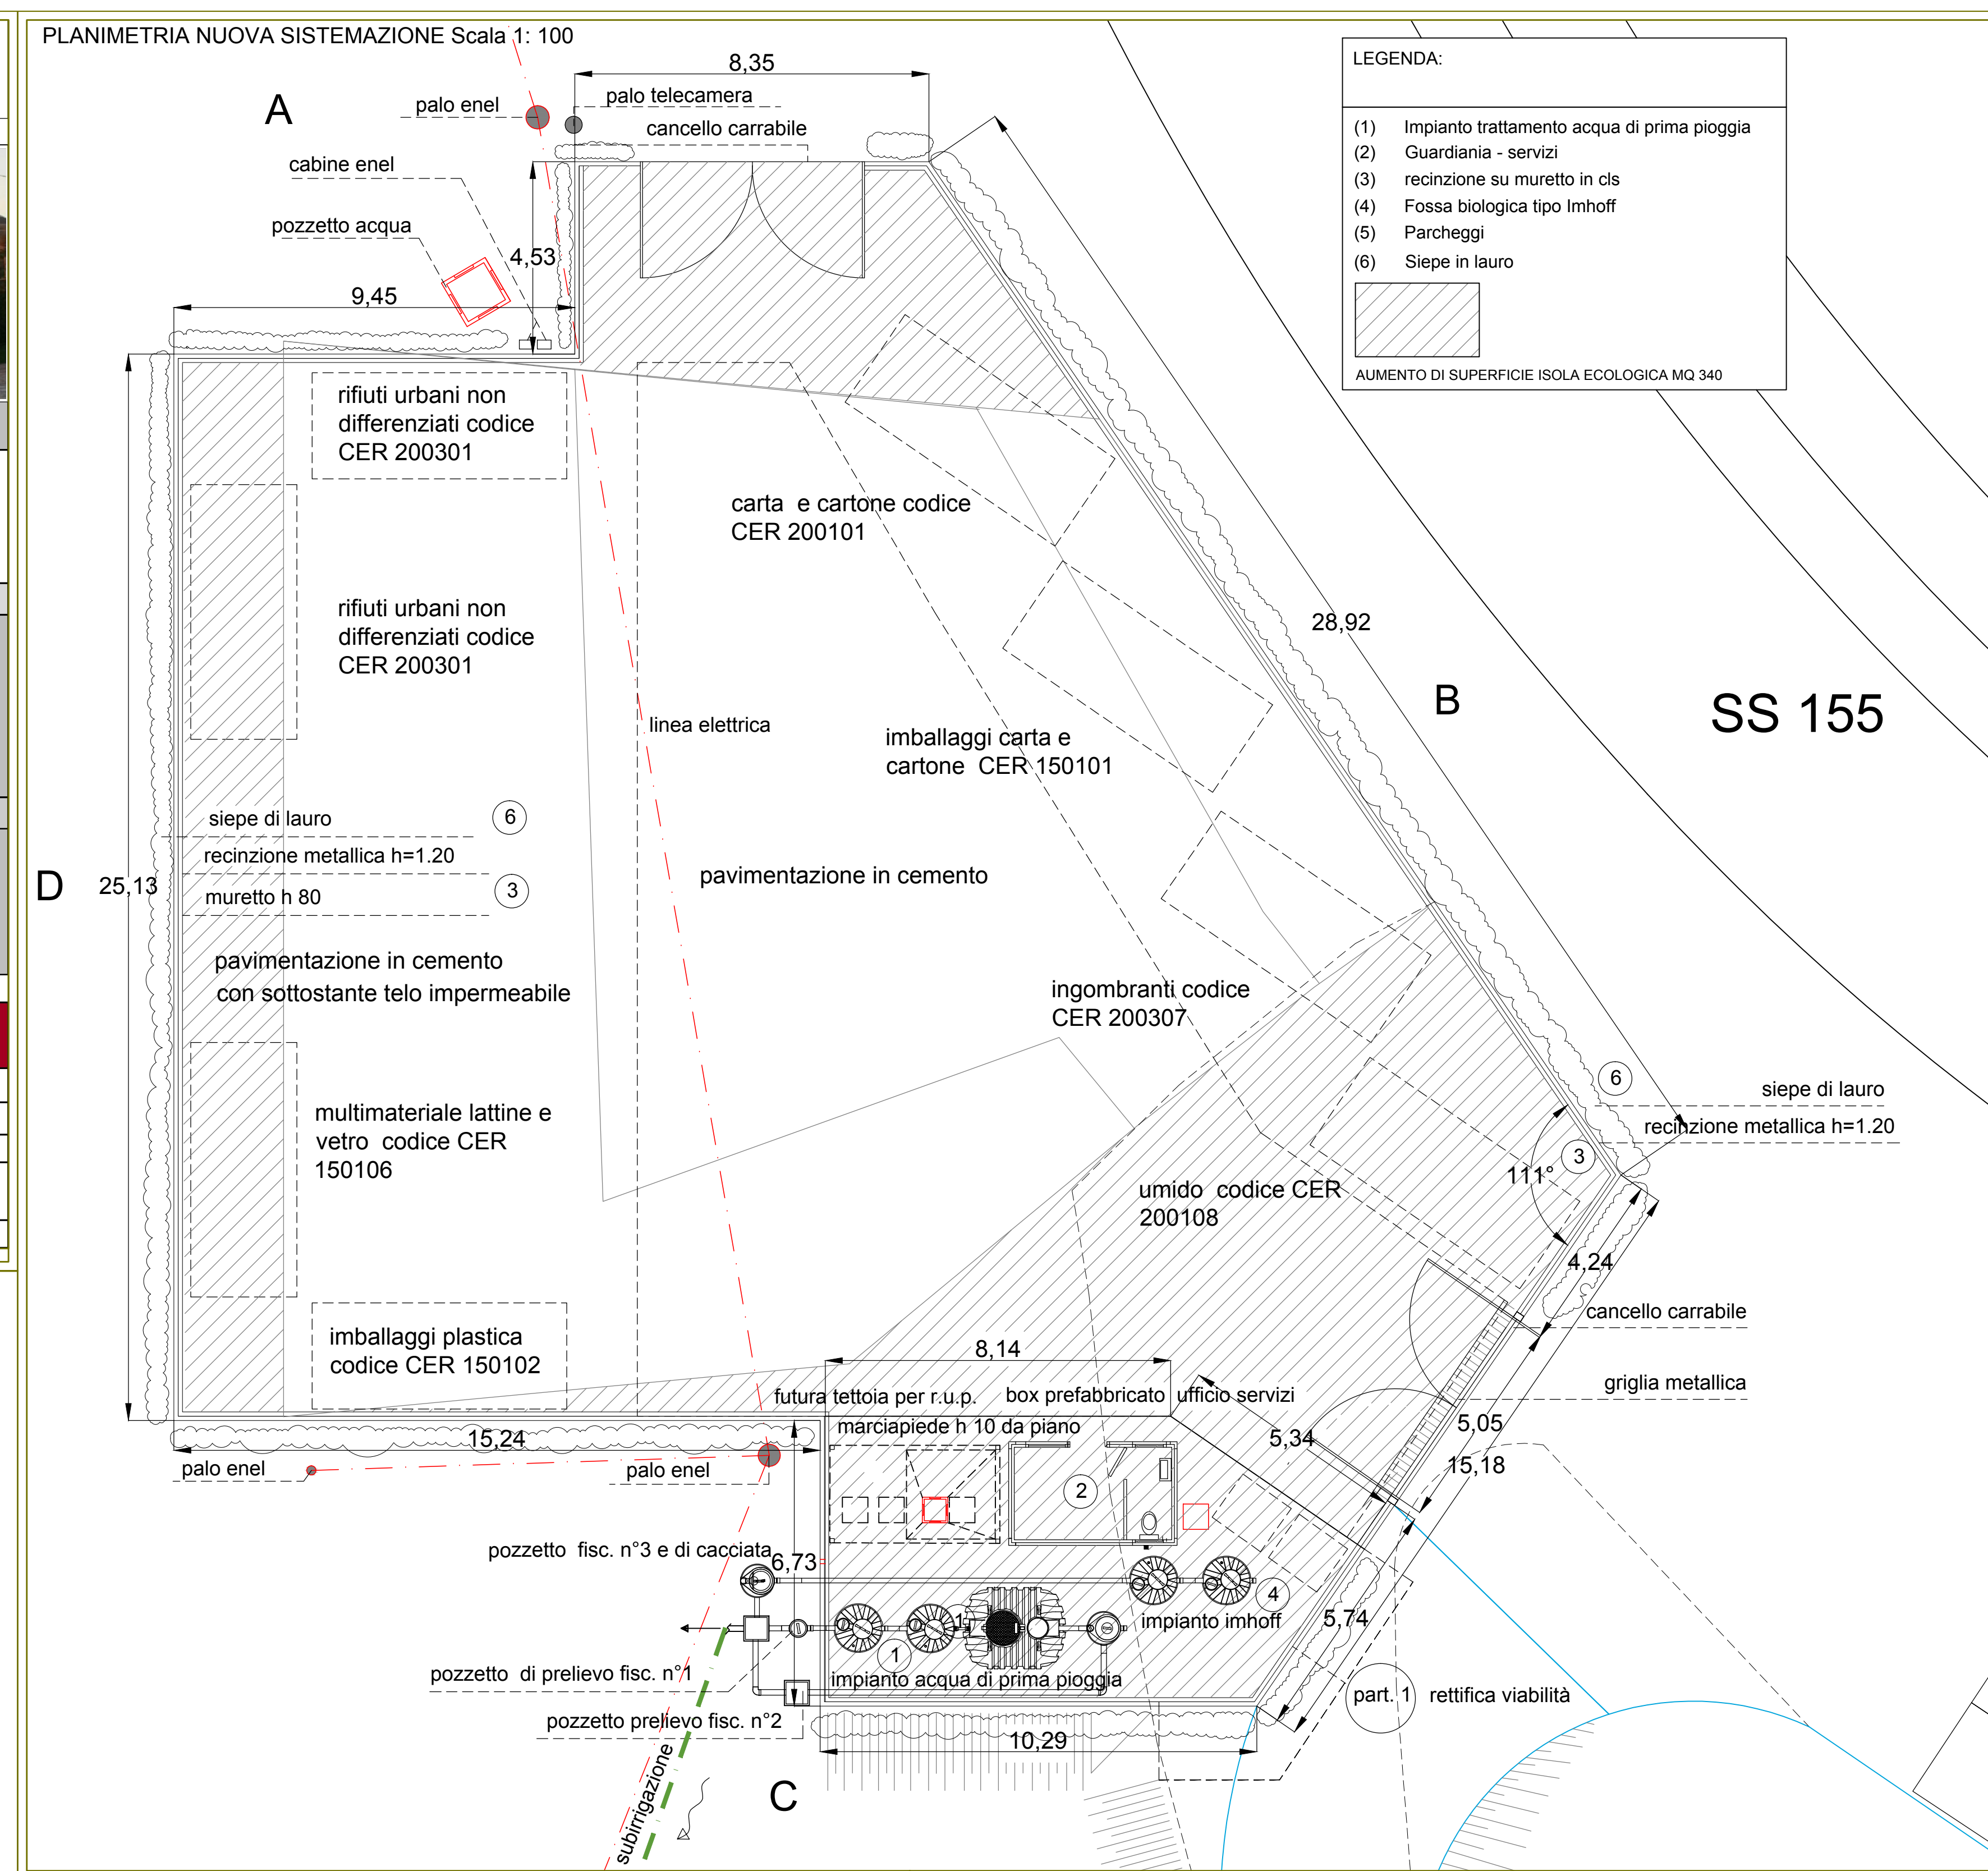 PLANIMETRIA NUOVA SISTEMAZIONE Scala 1: 100
8,35
A
palo enel
palo telecamera
cancello carrabile
cabine enel
pozzetto acqua
4,53
9,45
LEGENDA:
(1) Impianto trattamento acqua di prima pioggia
(2) Guardiania - servizi
(3) recinzione su muretto in cls
(4) Fossa biologica tipo Imhoff
(5) Parcheggi
(6) Siepe in lauro
AUMENTO DI SUPERFICIE ISOLA ECOLOGICA MQ 340
rifiuti urbani non
differenziati codice
CER 200301
carta e cartone codice
CER 200101
rifiuti urbani non
differenziati codice
CER 200301
28,92
B
SS 155
linea elettrica
imballaggi carta e
cartone CER 150101
siepe di lauro
6
recinzione metallica h=1.20
muretto h 80
3
D
25,13
pavimentazione in cemento
pavimentazione in cemento
con sottostante telo impermeabile
ingombranti codice
CER 200307
6
siepe di lauro
recinzione metallica h=1.20
3
111°
multimateriale lattine e
vetro codice CER
150106
umido codice CER
200108
4,24
cancello carrabile
imballaggi plastica
codice CER 150102
8,14
griglia metallica
futura tettoia per r.u.p.
box prefabbricato ufficio servizi
marciapiede h 10 da piano
5,34
5,05
15,18
15,24
palo enel
palo enel
2
pozzetto fisc. n°3 e di cacciata
6,73
4
impianto imhoff
5,74
1
1
pozzetto di prelievo fisc. n°1
impianto acqua di prima pioggia
part. 1
rettifica viabilità
pozzetto prelievo fisc. n°2
10,29
subirrigazione
C